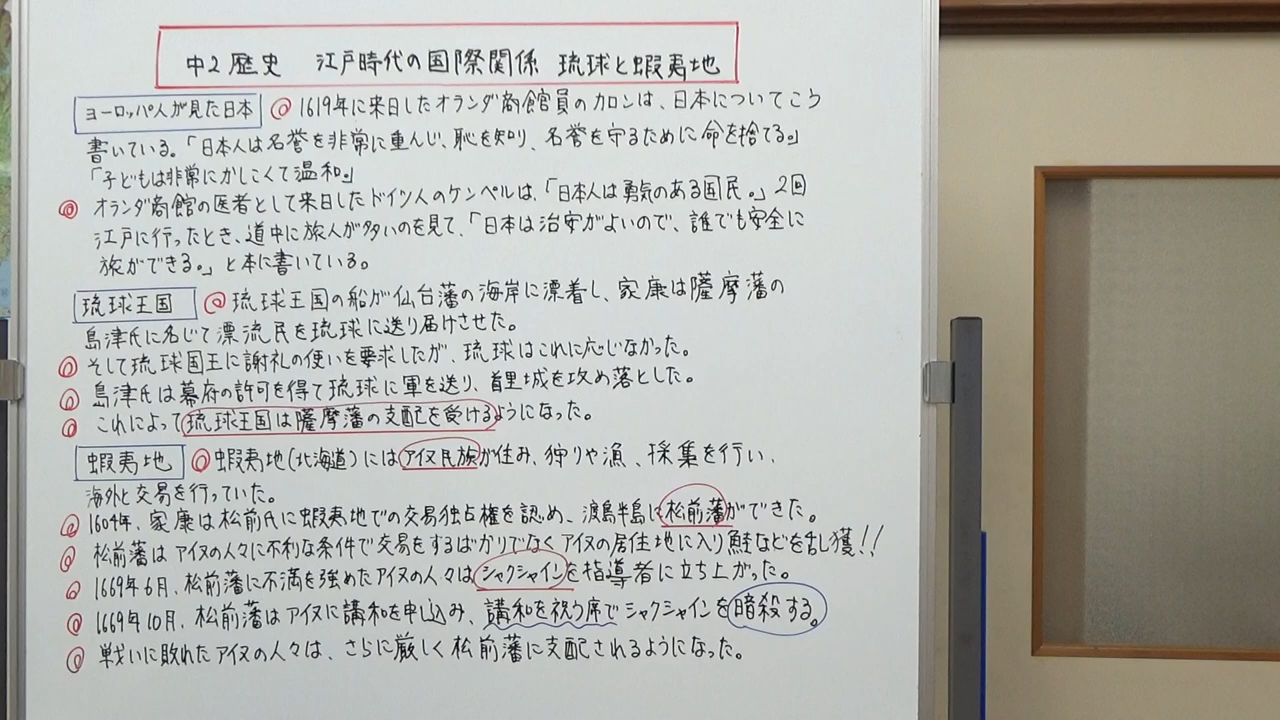 中2歴史 江戸時代の国際関係 琉球と蝦夷地
ヨーロッパ人が見た日本 ◎ 1619年に来日したオランダ商館員のカロンは、日本についてこう
書いている。「日本人は名誉を非常に重んじ、恥を知り、名誉を守るために命を捨てる。」
「子どもは非常にかしこくて温和。」
◎ オランダ商館の医者として来日したドイツ人のケンペルは、「日本人は勇気のある国民。」2回
江戸に行ったとき、道中に旅人が多いのを見て、「日本は治安がよいので、誰でも安全に
旅ができる。」と本に書いている。
琉球王国 ◎ 琉球王国の船が仙台藩の海岸に漂着し、家康は薩摩藩の
島津氏に名じて漂流民を琉球に送り届けさせた。
◎ そして琉球国王に謝礼の使いを要求したが、琉球はこれに応じなかった。
◎ 島津氏は幕府の許可を得て琉球に軍を送り、首里城を攻め落とした。
◎ これによって琉球王国は薩摩藩の支配を受けるようになった。
蝦夷地 ◎ 蝦夷地(北海道)にはアイヌ民族が住み、狩りや漁、採集を行い、
海外と交易を行っていた。
◎ 1604年、家康は松前氏に蝦夷地での交易独占権を認め、渡島半島に松前藩ができた。
◎ 松前藩はアイヌの人々に不利な条件で交易をするばかりでなくアイヌの居住地に入り鮭などを乱獲!!
◎ 1669年6月、松前藩に不満を強めたアイヌの人々はシャクシャインを指導者に立ち上がった。
◎ 1669年10月、松前藩はアイヌに講和を申し込み、講和を祝う席でシャクシャインを暗殺する。
◎ 戦いに敗れたアイヌの人々は、さらに厳しく松前藩に支配されるようになった。